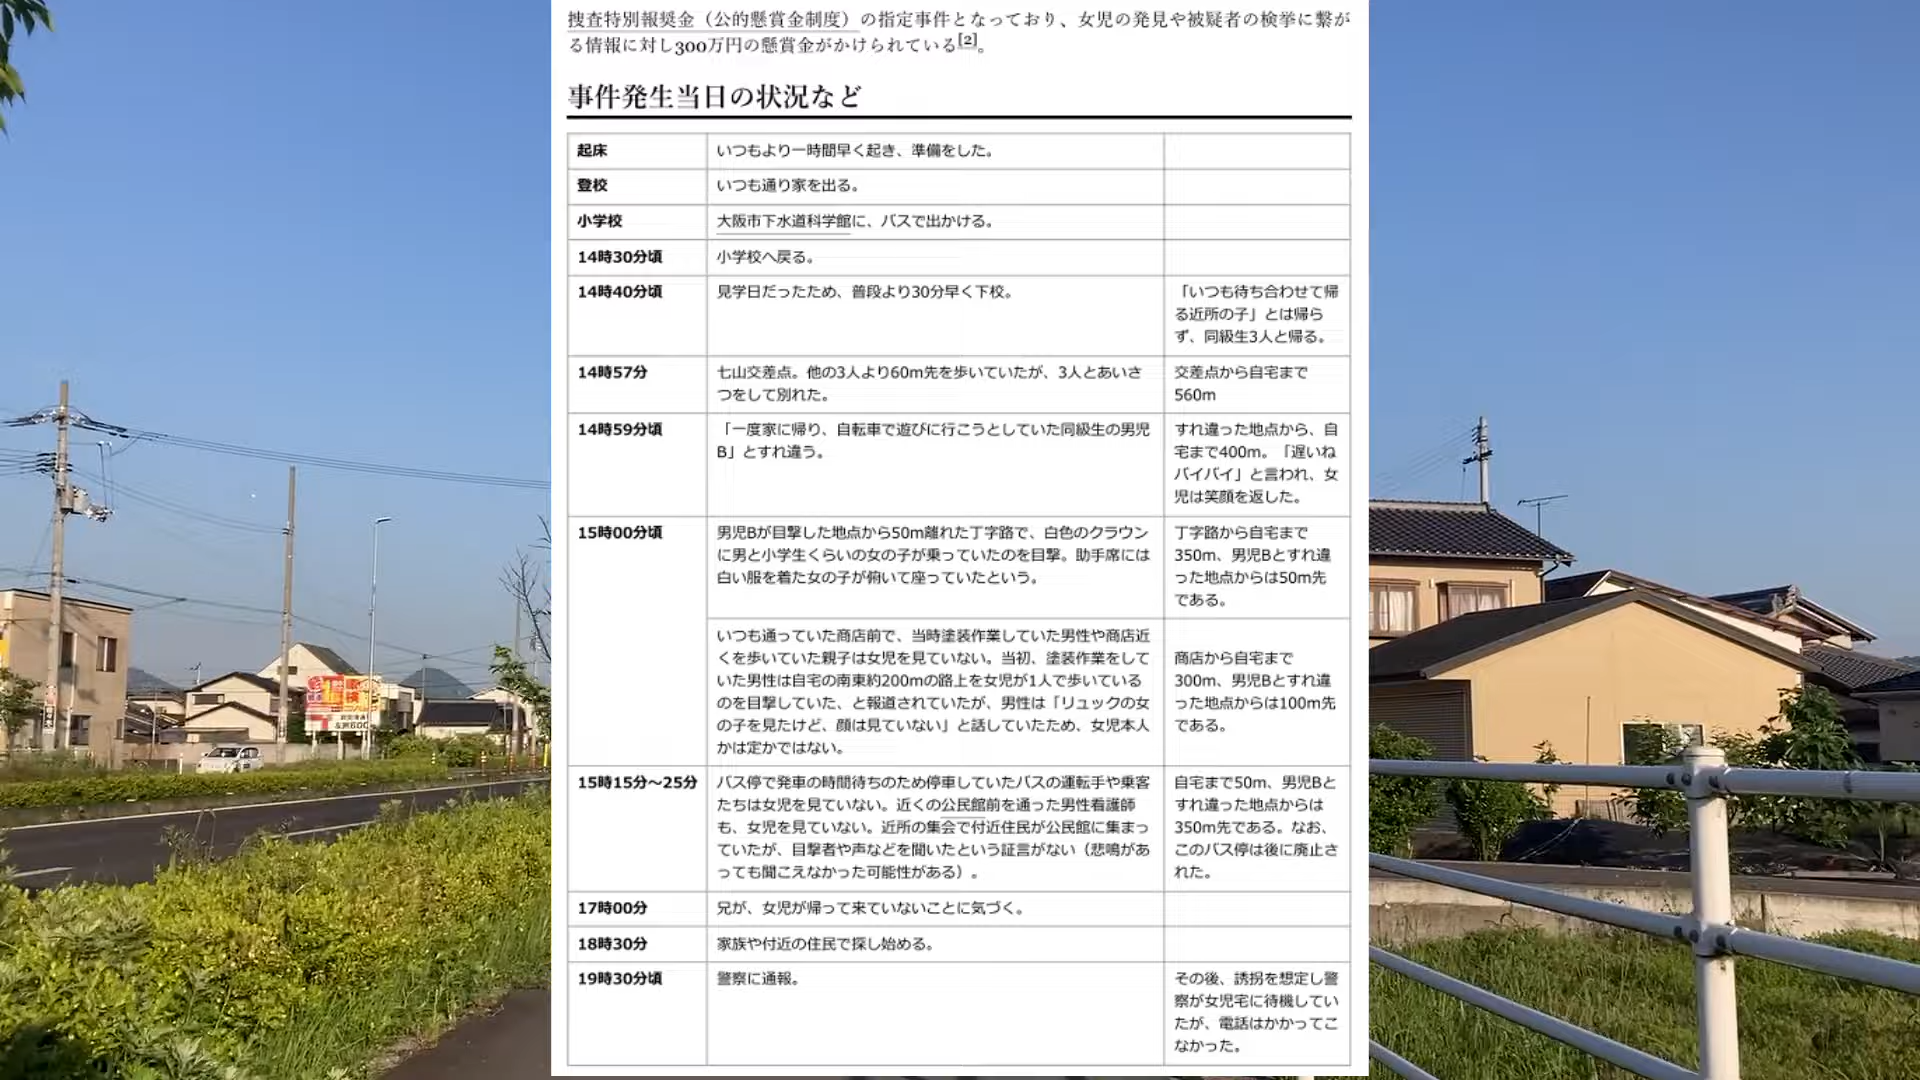 捜査特別報奨金（公的懸賞金制度）の指定事件となっており、女児の発見や被疑者の検挙に繋が
る情報に対し300万円の懸賞金がかけられている[2]。
事件発生当日の状況など
起床
いつもより一時間早く起き、準備をした。
登校
いつも通り家を出る。
小学校
大阪市下水道科学館に、バスで出かける。
14時30分頃
小学校へ戻る。
14時40分頃
見学日だったため、普段より30分早く下校。
「いつも待ち合わせて帰
る近所の子」とは帰ら
ず、同級生3人と帰る。
14時57分
七山交差点。他の3人より60m先を歩いていたが、3人とあいさ
つをして別れた。
交差点から自宅まで
560m
14時59分頃
「一度家に帰り、自転車で遊びに行こうとしていた同級生の男児
B」とすれ違う。
すれ違った地点から、自
宅まで400m。「遅いね
バイバイ」と言われ、女
児は笑顔を返した。
15時00分頃
男児Bが目撃した地点から50m離れた丁字路で、白色のクラウン
に男と小学生くらいの女の子が乗っていたのを目撃。助手席には
白い服を着た女の子が俯いて座っていたという。
丁字路から自宅まで
350m、男児Bとすれ違
った地点からは50m先
である。
いつも通っていた商店前で、当時塗装作業していた男性や商店近
くを歩いていた親子は女児を見ていない。当初、塗装作業をして
いた男性は自宅の南東約200mの路上を女児が1人で歩いている
のを目撃していた、と報道されていたが、男性は「リュックの女
の子を見たけど、顔は見ていない」と話していたため、女児本人
かは定かではない。
商店から自宅まで
300m、男児Bとすれ違
った地点からは100m先
である。
15時15分～25分
バス停で発車の時間待ちのため停車していたバスの運転手や乗客
たちは女児を見ていない。近くの公民館前を通った男性看護師
も、女児を見ていない。近所の集会で付近住民が公民館に集まっ
ていたが、目撃者や声などを聞いたという証言がない（悲鳴があ
っても聞こえなかった可能性がある）。
自宅まで50m、男児Bと
すれ違った地点からは
350m先である。なお、
このバス停は後に廃止さ
れた。
17時00分
兄が、女児が帰って来ていないことに気づく。
18時30分
家族や付近の住民で探し始める。
19時30分頃
警察に通報。
その後、誘拐を想定し警
察が女児宅に待機してい
たが、電話はかかってこ
なかった。